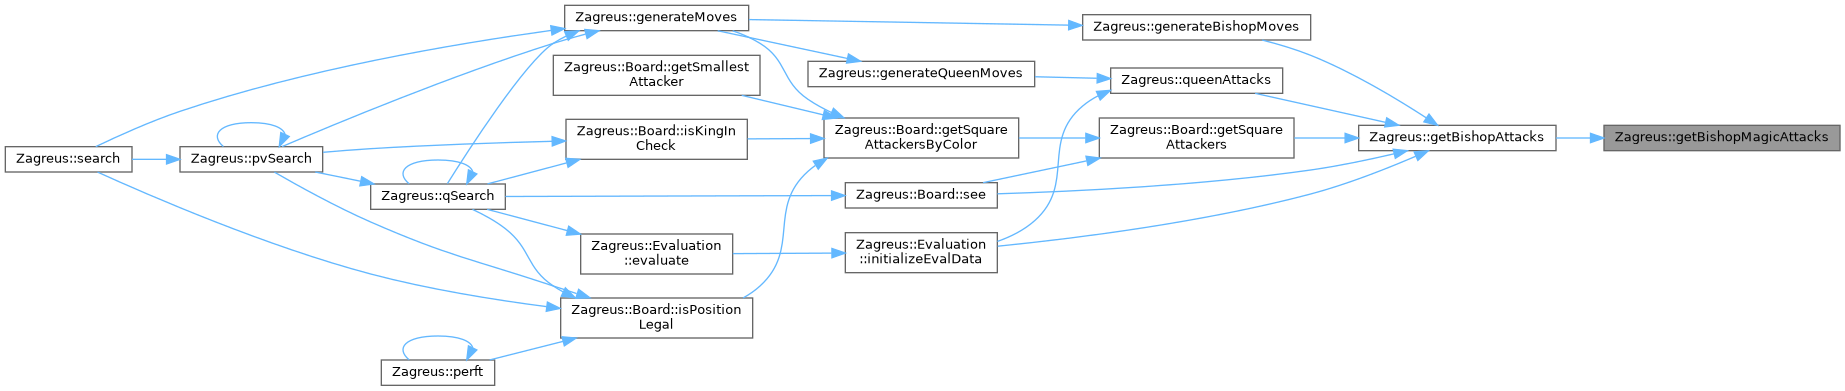 Zagreus::generateMoves
Zagreus::generateBishopMoves
Zagreus::Board::getSmallest
Attacker
Zagreus::generateQueenMoves
Zagreus::queenAttacks
Zagreus::Board::isKingIn
Check
Zagreus::Board::getSquare
AttackersByColor
Zagreus::Board::getSquare
Attackers
Zagreus::getBishopAttacks
Zagreus::getBishopMagicAttacks
Zagreus::search
Zagreus::pvSearch
Zagreus::qSearch
Zagreus::Board::see
Zagreus::Evaluation
::evaluate
Zagreus::Evaluation
::initializeEvalData
Zagreus::Board::isPosition
Legal
Zagreus::perft